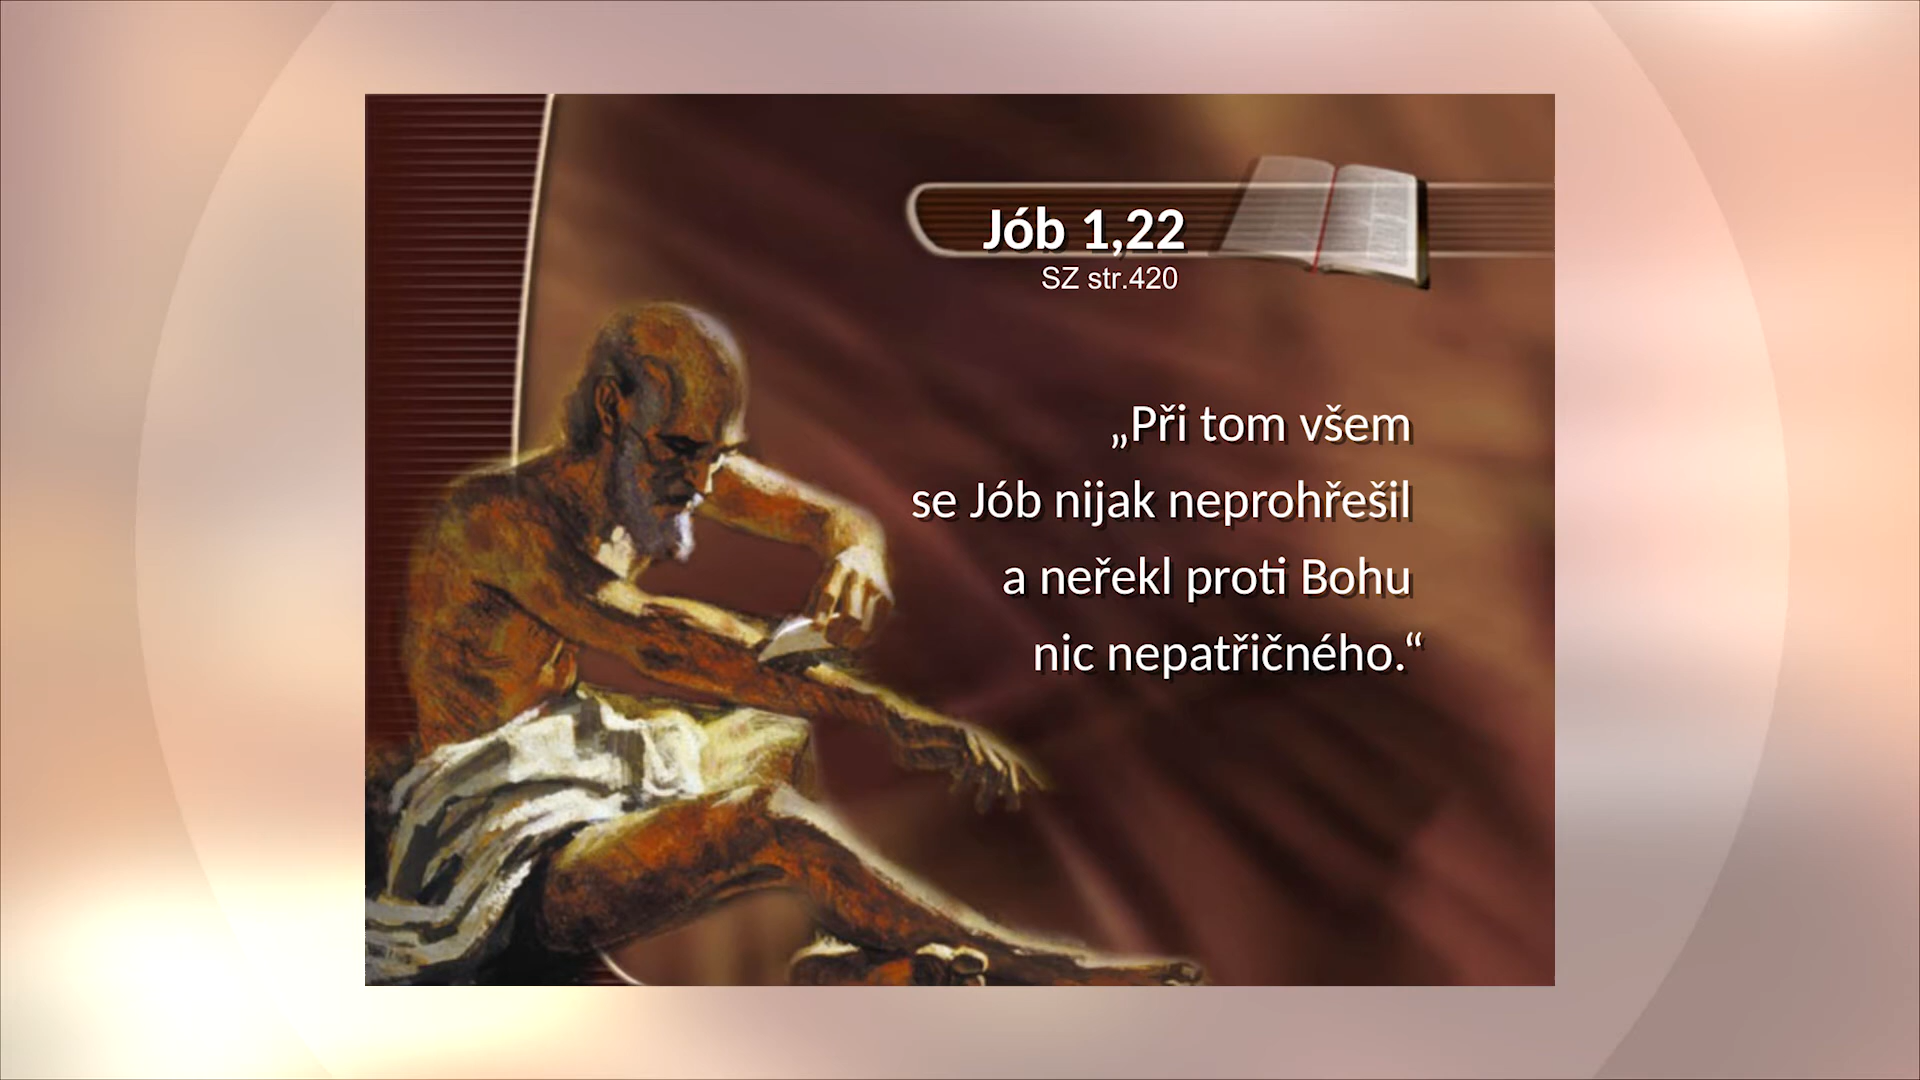 Jób 1,22
SZ str.420
„Při tom všem
se Jób nijak neprohřešil
a neřekl proti Bohu
nic nepatřičného.“